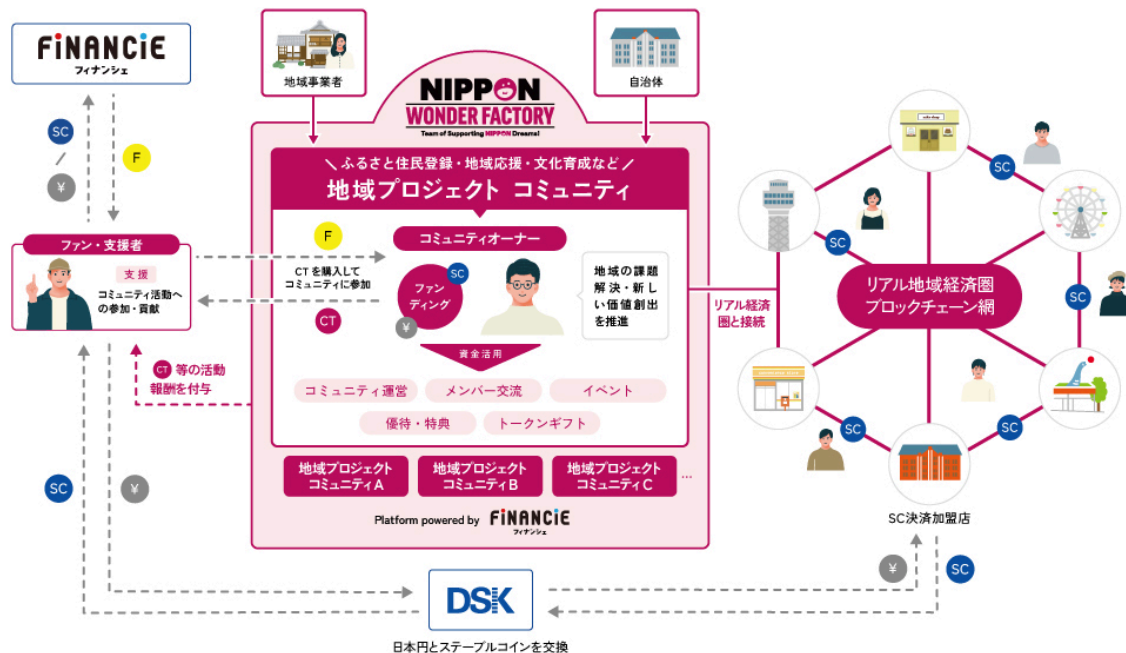 FiNANCiE
フィナンシェ
地域事業者
自治体
NIPPON
WONDER FACTORY
Team of Supporting NIPPON Dreams!
SC
/
¥
F
＼ふるさと住民登録・地域応援・文化育成など／
地域プロジェクト コミュニティ
ファン・支援者
支援
コミュニティ活動へ
の参加・貢献
F
CTを購入して
コミュニティに参加
CT
コミュニティオーナー
ファン
ディング
SC
¥
地域の課題
解決・新し
い価値創出
を推進
資金活用
コミュニティ運営
メンバー交流
イベント
優待・特典
トークンギフト
CT 等の活動
報酬を付与
リアル経済
圏と接続
リアル地域経済圏
ブロックチェーン網
SC
SC
SC
SC
SC
SC決済加盟店
地域プロジェクト
コミュニティA
地域プロジェクト
コミュニティB
地域プロジェクト
コミュニティC
…
Platform powered by FiNANCiE
フィナンシェ
SC
¥
¥
SC
DSK
日本円とステーブルコインを交換